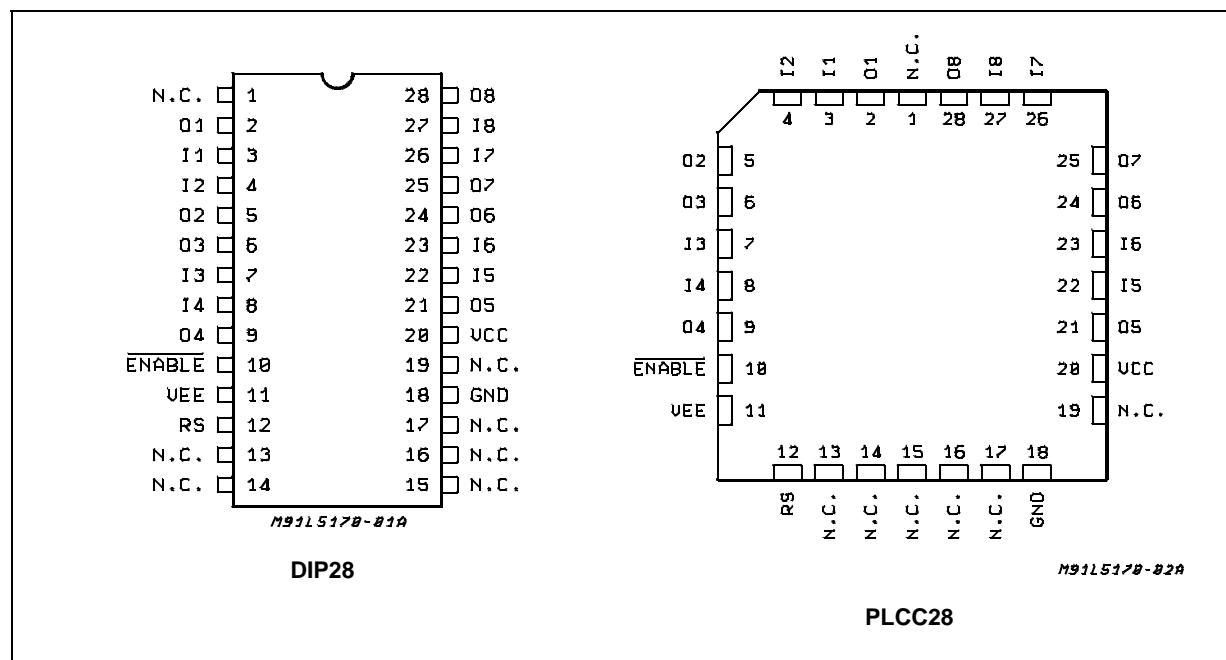 N.C. 1 28 O8
O1 2 27 I8
I1 3 26 I7
I2 4 25 O7
O2 5 24 O6
O3 6 23 I6
I3 7 22 I5
I4 8 21 O5
O4 9 20 VCC
ENABLE 10 19 N.C.
VEE 11 18 GND
RS 12 17 N.C.
N.C. 13 16 N.C.
N.C. 14 15 N.C.
M91L5170-01A
DIP28
I2 I1 O1 N.C. O8 I8 I7
4 3 2 1 28 27 26
O2 5 25 O7
O3 6 24 O6
I3 7 23 I6
I4 8 22 I5
O4 9 21 O5
ENABLE 10 20 VCC
VEE 11 19 N.C.
12 13 14 15 16 17 18
RS N.C. N.C. N.C. N.C. N.C. GND
M91L5170-02A
PLCC28